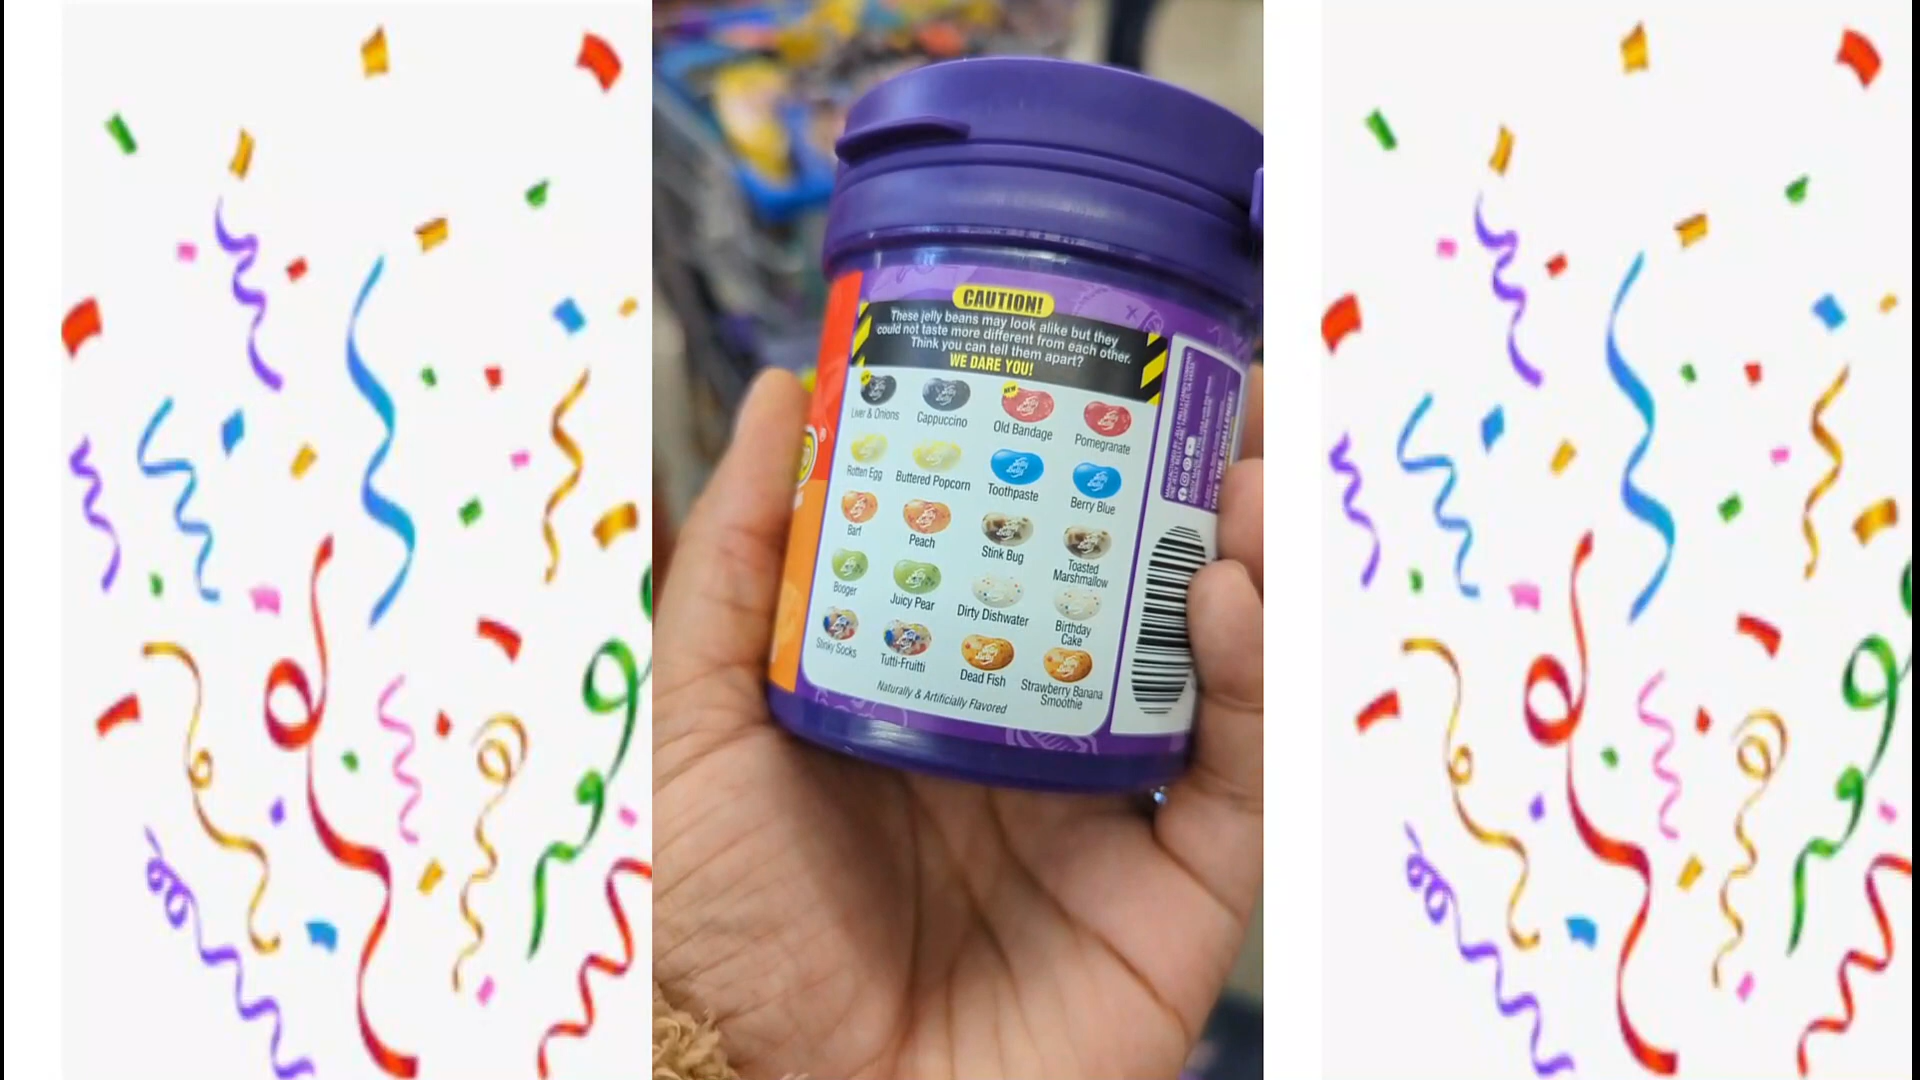 CAUTION!
These jelly beans may look alike but they
could not taste more different from each other.
Think you can tell them apart?
WE DARE YOU!
NEW
Liver & Onions
Cappuccino
NEW
Old Bandage
Pomegranate
Rotten Egg
Buttered Popcorn
Toothpaste
Berry Blue
Barf
Peach
Stink Bug
Toasted
Marshmallow
Booger
Juicy Pear
Dirty Dishwater
Birthday
Cake
Stinky Socks
Tutti-Fruitti
Dead Fish
Strawberry Banana
Smoothie
Naturally & Artificially Flavored
TAKE THE CHALLENGE!